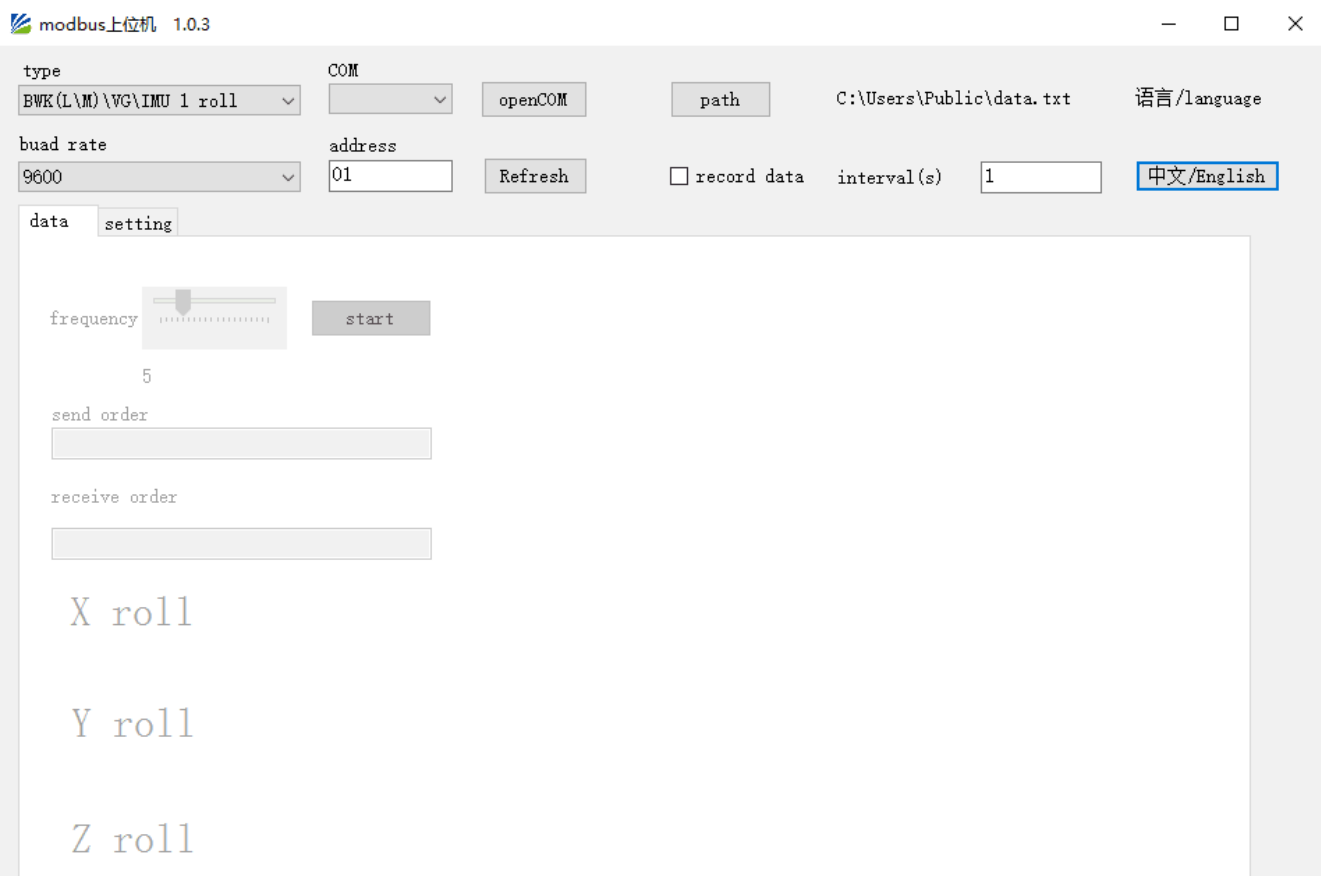 modbus上位机 1.0.3
type
COM
BWK(L\M)\VG\IMU 1 roll
openCOM
path
C:\Users\Public\data.txt
语言/language
buad rate
address
9600
01
Refresh
record data
interval(s)
1
中文/English
data
setting
frequency
start
5
send order
receive order
X roll
Y roll
Z roll